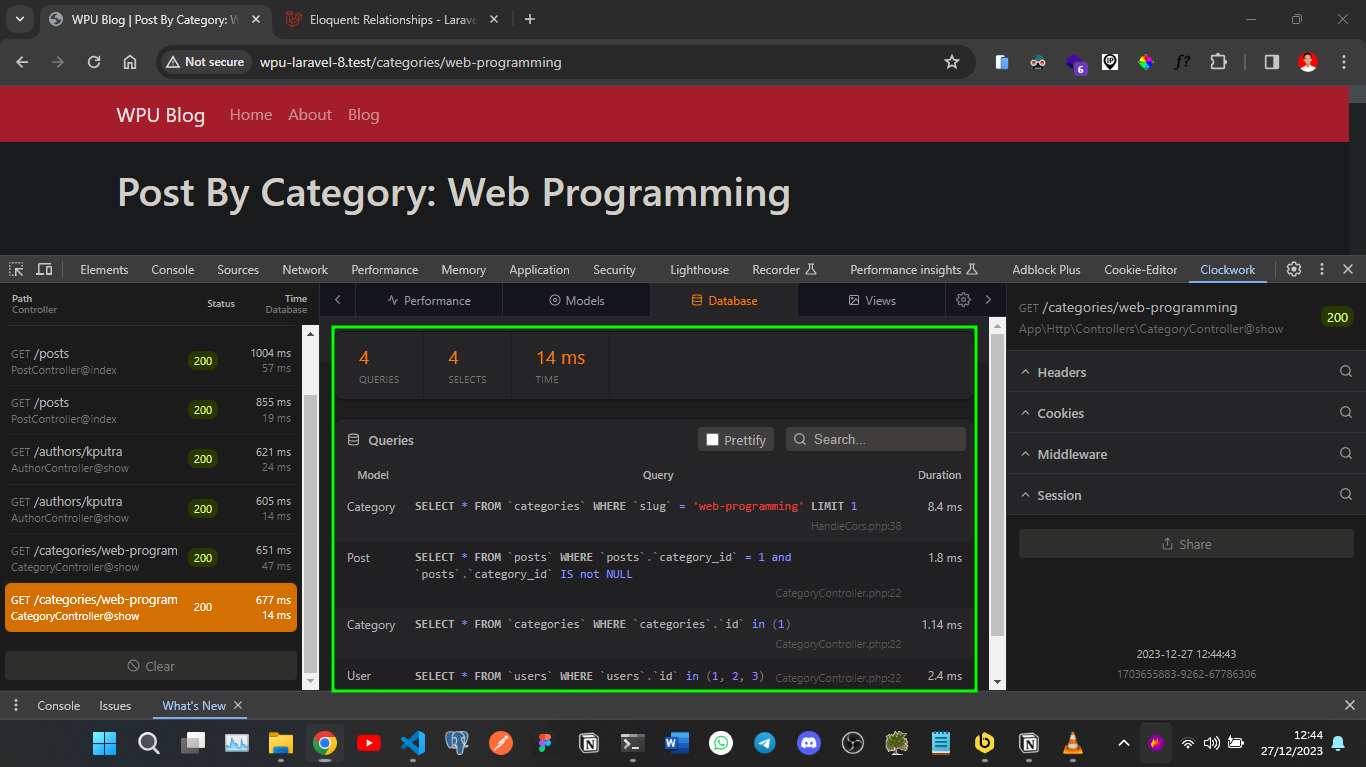 WPU Blog | Post By Category: W
Eloquent: Relationships - Larave
Not secure
wpu-laravel-8.test/categories/web-programming
6
f?
WPU Blog
Home
About
Blog
Post By Category: Web Programming
Elements
Console
Sources
Network
Performance
Memory
Application
Security
Lighthouse
Recorder
Performance insights
Adblock Plus
Cookie-Editor
Clockwork
Path
Controller
Status
Time
Database
GET /posts
PostController@index
200
1004 ms
57 ms
GET /posts
PostController@index
200
855 ms
19 ms
GET /authors/kputra
AuthorController@show
200
621 ms
24 ms
GET /authors/kputra
AuthorController@show
200
605 ms
14 ms
GET /categories/web-program
CategoryController@show
200
651 ms
47 ms
GET /categories/web-program
CategoryController@show
200
677 ms
14 ms
Clear
Performance
Models
Database
Views
4
QUERIES
4
SELECTS
14 ms
TIME
Queries
Prettify
Search...
Model
Query
Duration
Category
SELECT * FROM `categories` WHERE `slug` = 'web-programming' LIMIT 1
HandleCors.php:38
8.4 ms
Post
SELECT * FROM `posts` WHERE `posts`.`category_id` = 1 and
`posts`.`category_id` IS not NULL
CategoryController.php:22
1.8 ms
Category
SELECT * FROM `categories` WHERE `categories`.`id` in (1)
CategoryController.php:22
1.14 ms
User
SELECT * FROM `users` WHERE `users`.`id` in (1, 2, 3)
CategoryController.php:22
2.4 ms
GET /categories/web-programming
App\Http\Controllers\CategoryController@show
200
Headers
Cookies
Middleware
Session
Share
2023-12-27 12:44:43
1703655883-9262-67786306
Console
Issues
What's New
12:44
27/12/2023